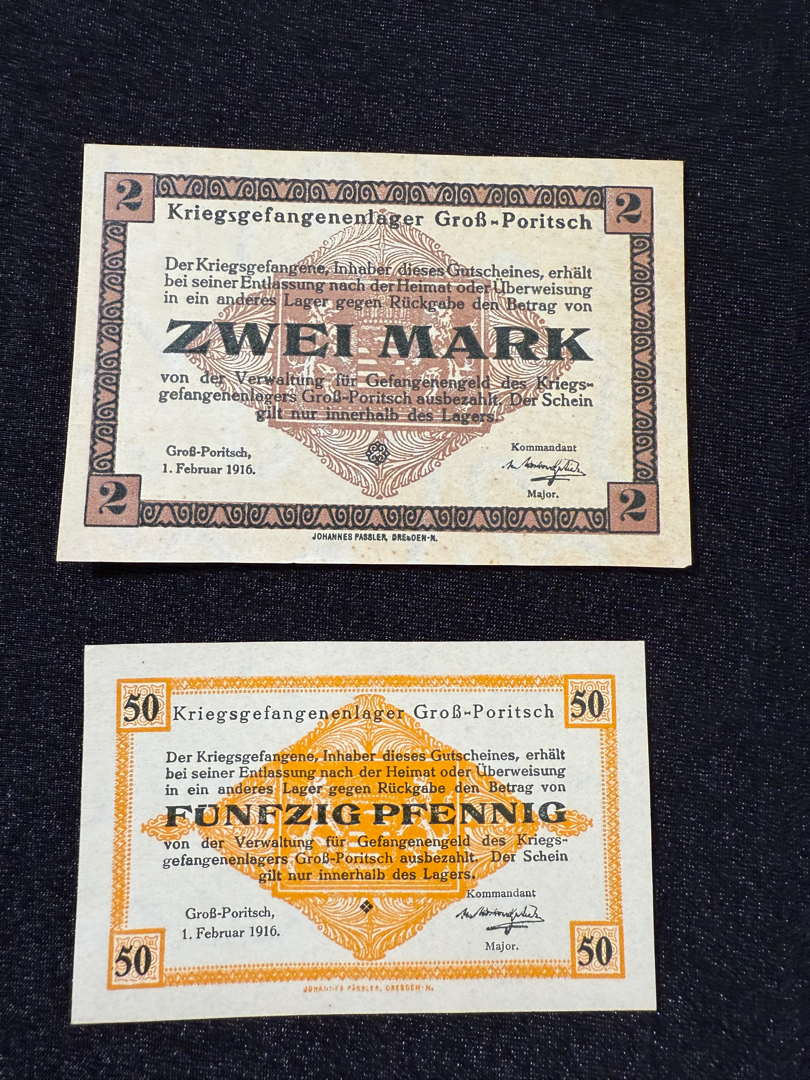 2 2
Kriegsgefangenenlager Groß-Poritsch
Der Kriegsgefangene, Inhaber dieses Gutscheines, erhält
bei seiner Entlassung nach der Heimat oder Überweisung
in ein anderes Lager gegen Rückgabe den Betrag von
ZWEI MARK
von der Verwaltung für Gefangenengeld des Kriegs-
gefangenenlagers Groß-Poritsch ausbezahlt. Der Schein
gilt nur innerhalb des Lagers.
Groß-Poritsch,
1. Februar 1916.
Kommandant
Major.
2 2
JOHANNES PASSLER, DRESDEN-N.
50 50
Kriegsgefangenenlager Groß-Poritsch
Der Kriegsgefangene, Inhaber dieses Gutscheines, erhält
bei seiner Entlassung nach der Heimat oder Überweisung
in ein anderes Lager gegen Rückgabe den Betrag von
FÜNFZIG PFENNIG
von der Verwaltung für Gefangenengeld des Kriegs-
gefangenenlagers Groß-Poritsch ausbezahlt. Der Schein
gilt nur innerhalb des Lagers.
Groß-Poritsch,
1. Februar 1916.
Kommandant
Major.
50 50
JOHANNES PÄSSLER, DRESDEN-N.